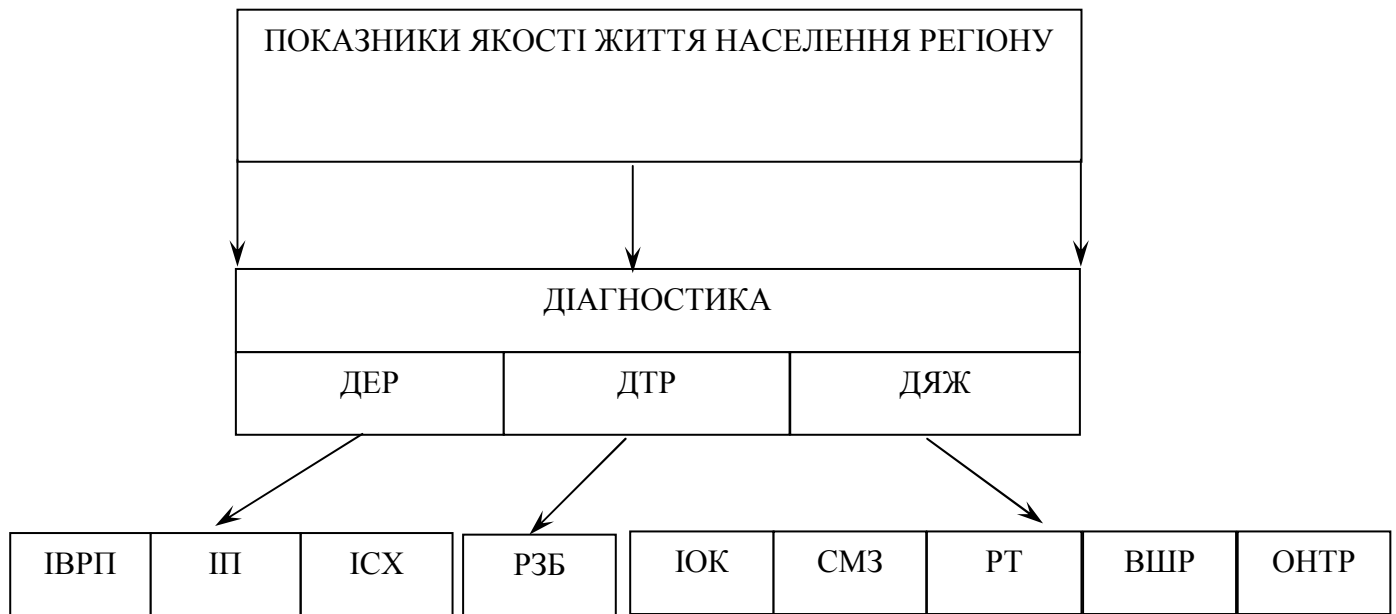 ПОКАЗНИКИ ЯКОСТІ ЖИТТЯ НАСЕЛЕННЯ РЕГІОНУ
ДІАГНОСТИКА
ДЕР ДТР ДЯЖ
ІВРП ІП ІСХ РЗБ ІОК СМЗ РТ ВШР ОНТР